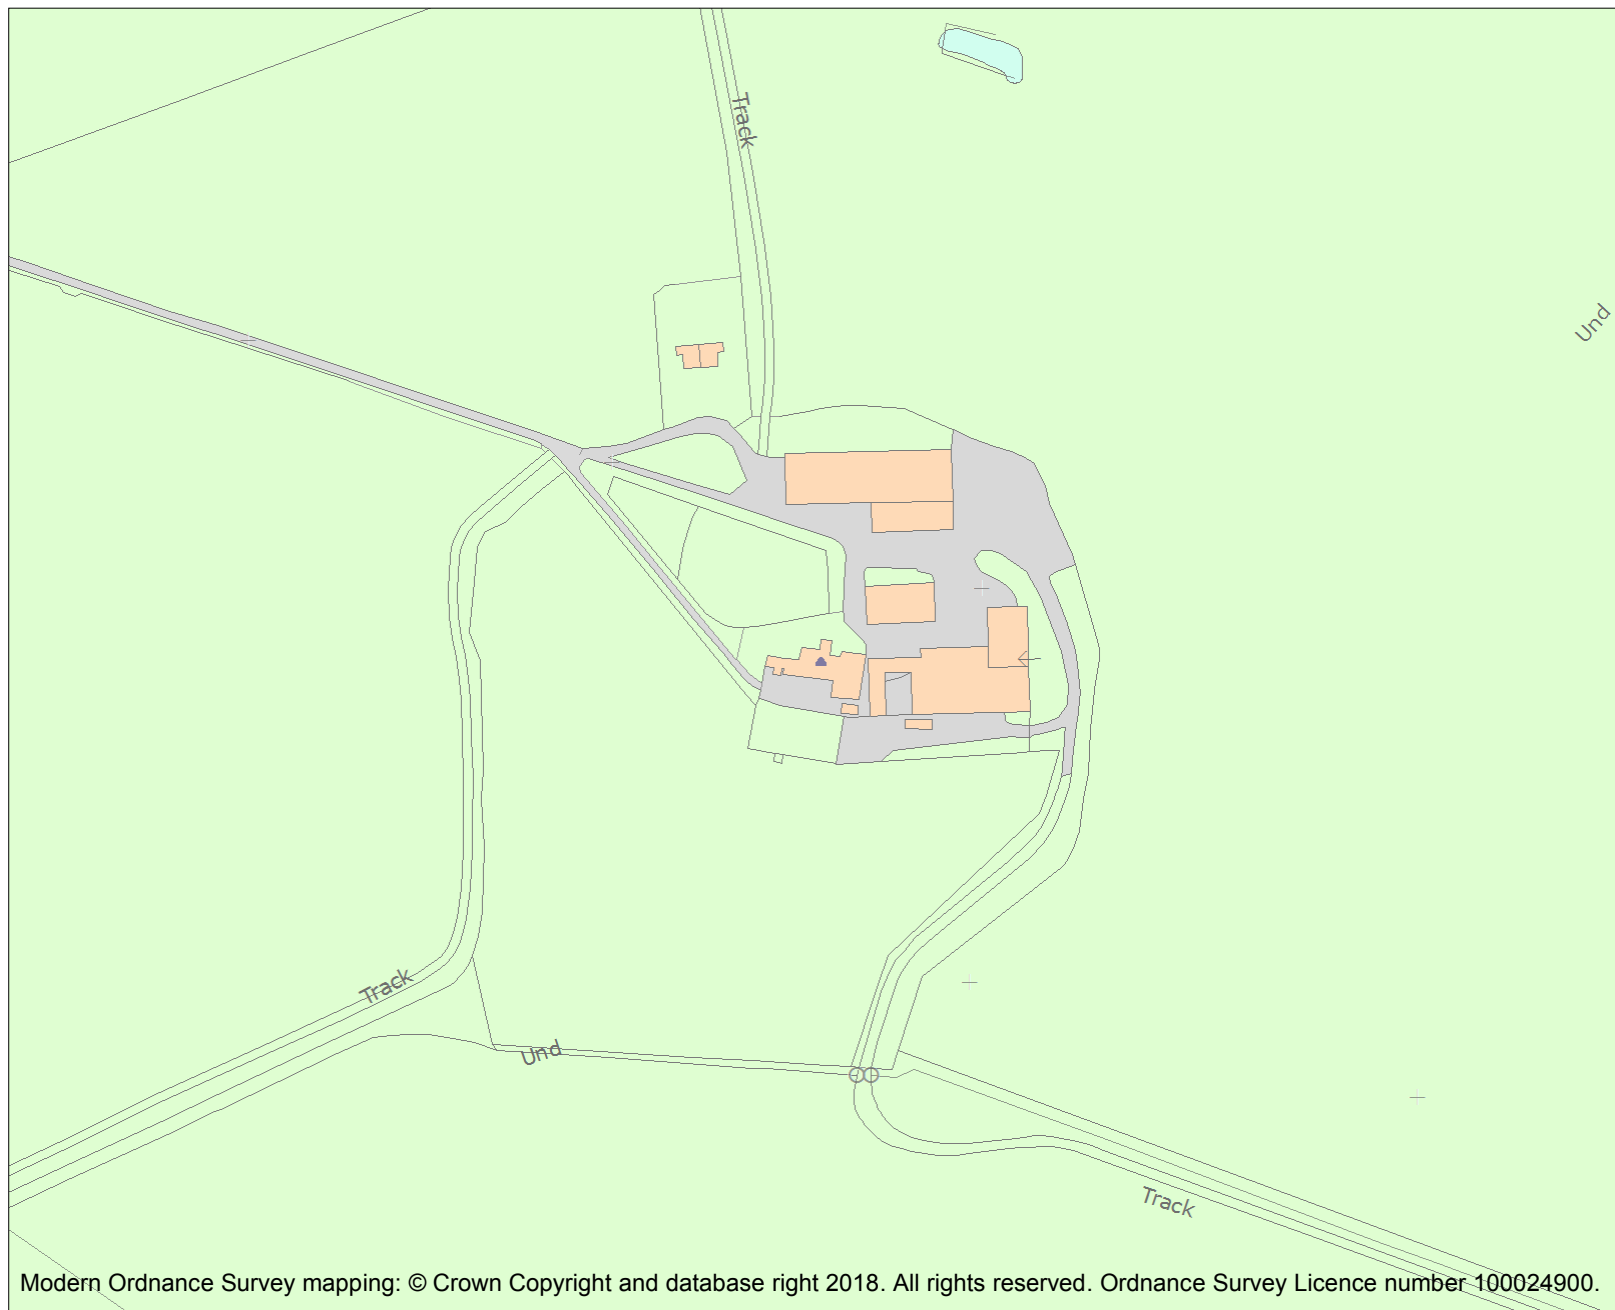 Track
Und
Track
Und
Track
Modern Ordnance Survey mapping: © Crown Copyright and database right 2018. All rights reserved. Ordnance Survey Licence number 100024900.